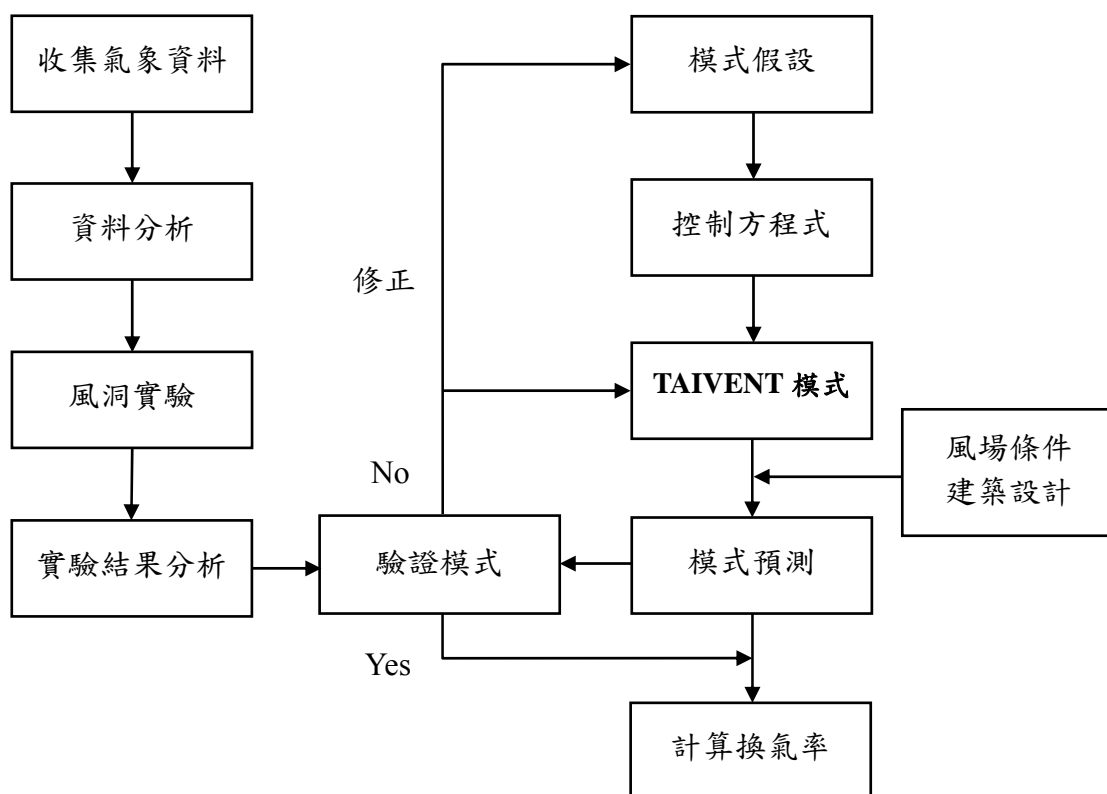 收集氣象資料
模式假設
資料分析
控制方程式
修正
風洞實驗
TAIVENT 模式
風場條件
建築設計
No
實驗結果分析
驗證模式
模式預測
Yes
計算換氣率